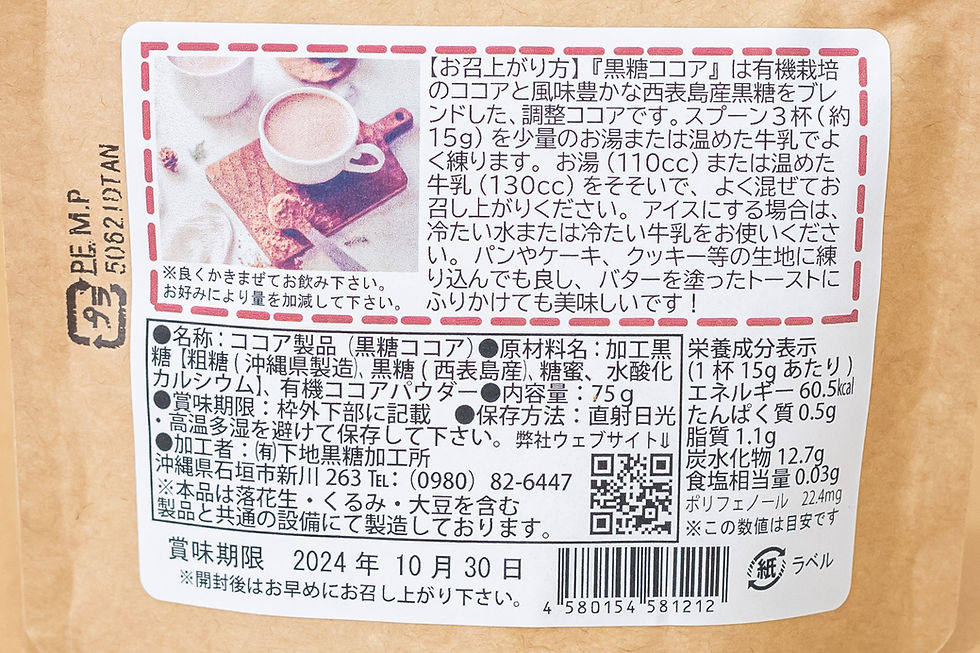 【お召上がり方】『黒糖ココア』は有機栽培
のココアと風味豊かな西表島産黒糖をブレ
ンドした、調整ココアです。スプーン3杯(約
15g)を少量のお湯または温めた牛乳でよ
く練ります。お湯(110cc)または温めた
牛乳(130cc)をそそいで、よく混ぜてお
召し上がりください。アイスにする場合は、
冷たい水または冷たい牛乳をお使いくださ
い。パンやケーキ、クッキー等の生地に練
り込んでも良し、バターを塗ったトーストに
ふりかけても美味しいです！
※良くかきまぜてお飲み下さい。
お好みにより量を加減して下さい。
プラ
PE. M.P
50621DTAN
●名称：ココア製品(黒糖ココア)●原材料名：加工黒
糖【粗糖(沖縄県製造)、黒糖(西表島産)、糖蜜、水酸化
カルシウム】、有機ココアパウダー●内容量：75g
●賞味期限：枠外下部に記載 ●保存方法：直射日光
・高温多湿を避けて保存して下さい。弊社ウェブサイト⇓
●加工者：㈲下地黒糖加工所
沖縄県石垣市新川263 ℡：(0980)82-6447
※本品は落花生・くるみ・大豆を含む
製品と共通の設備にて製造しております。
栄養成分表示
(1杯15gあたり)
エネルギー 60.5kcal
たんぱく質 0.5g
脂質 1.1g
炭水化物 12.7g
食塩相当量 0.03g
ポリフェノール 22.4mg
※この数値は目安です
賞味期限 2024年10月30日
※開封後はお早めにお召し上がり下さい。
4 580154 581212
紙 ラベル